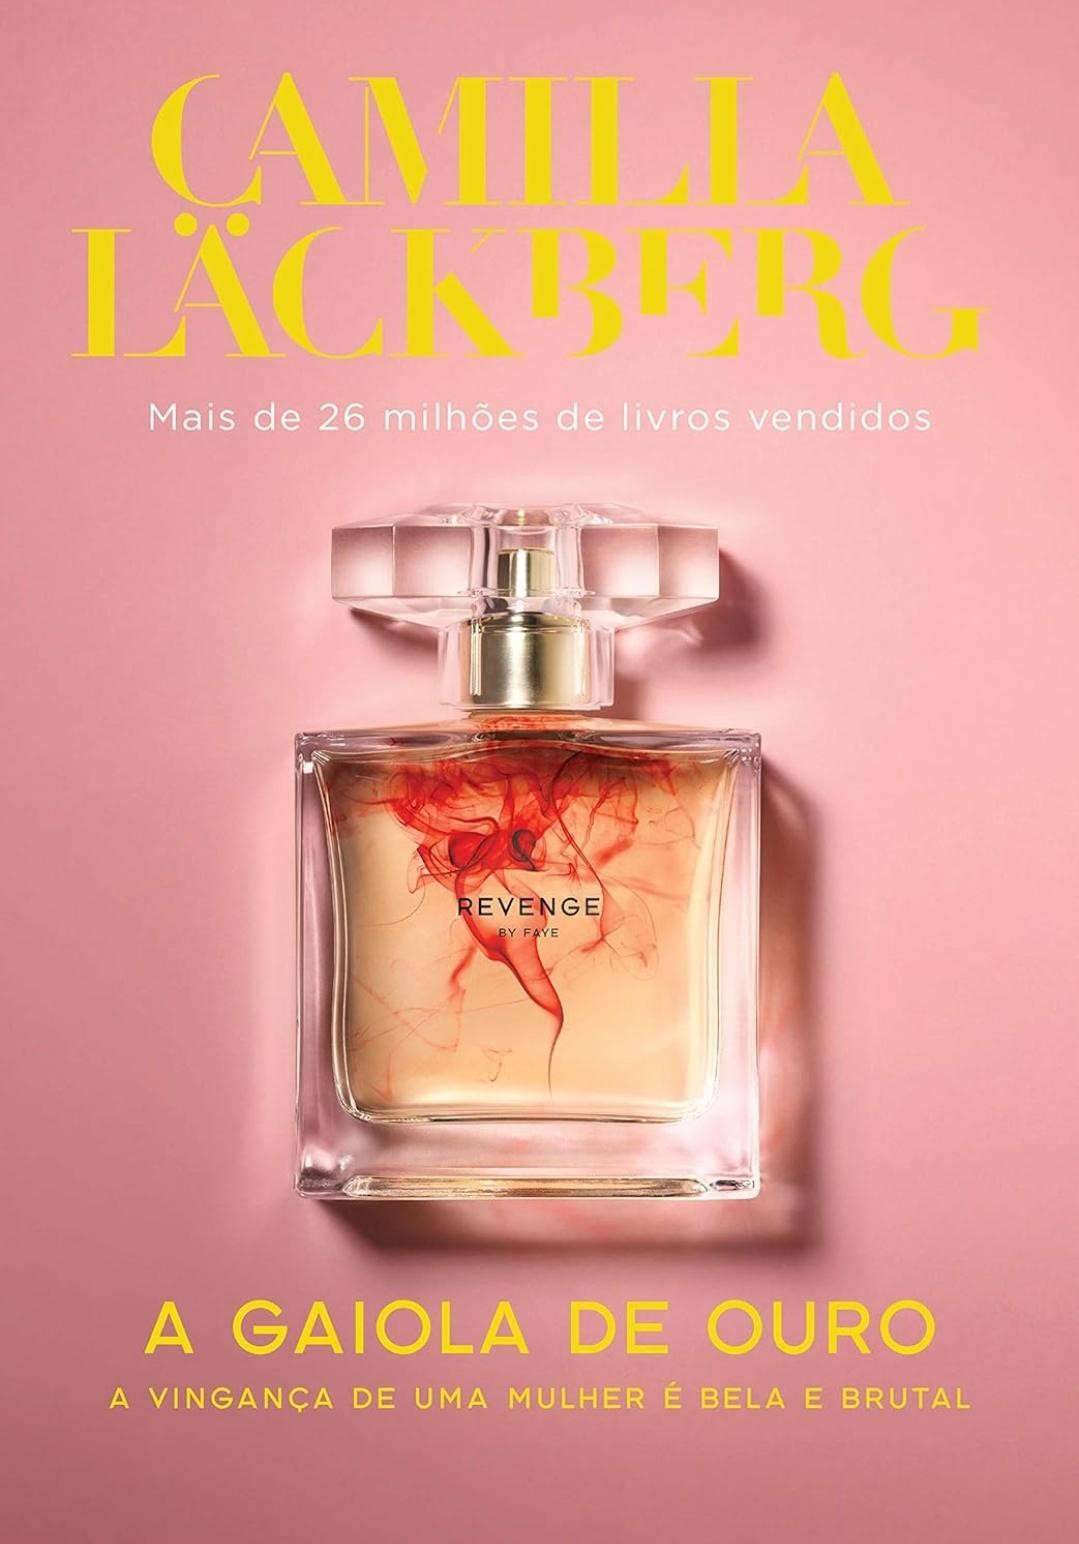 CAMILLA
LÄCKBERG
Mais de 26 milhões de livros vendidos
REVENGE
BY FAYE
A GAIOLA DE OURO
A VINGANÇA DE UMA MULHER É BELA E BRUTAL